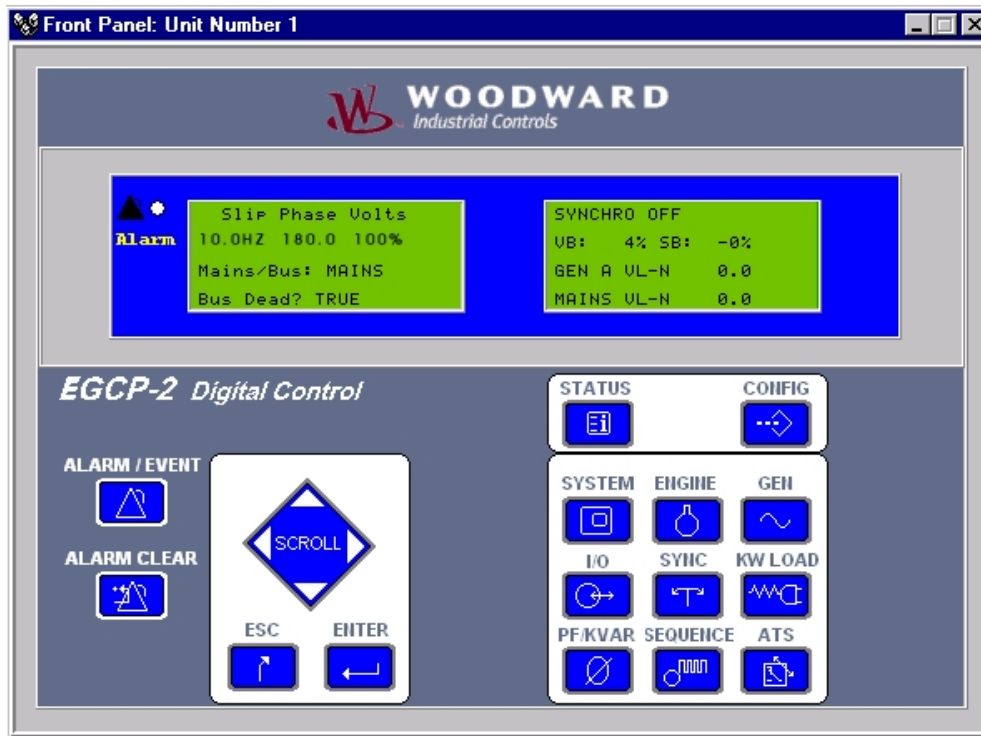 Front Panel: Unit Number 1
WOODWARD
Industrial Controls
Alarm
Slip Phase Volts
10.0HZ 180.0 100%
Mains/Bus: MAINS
Bus Dead? TRUE
SYNCHRO OFF
VB: 4% SB: -0%
GEN A VL-N 0.0
MAINS VL-N 0.0
EGCP-2 Digital Control
STATUS
CONFIG
ALARM / EVENT
ALARM CLEAR
SCROLL
ESC
ENTER
SYSTEM
ENGINE
GEN
I/O
SYNC
KW LOAD
PF/KVAR
SEQUENCE
ATS